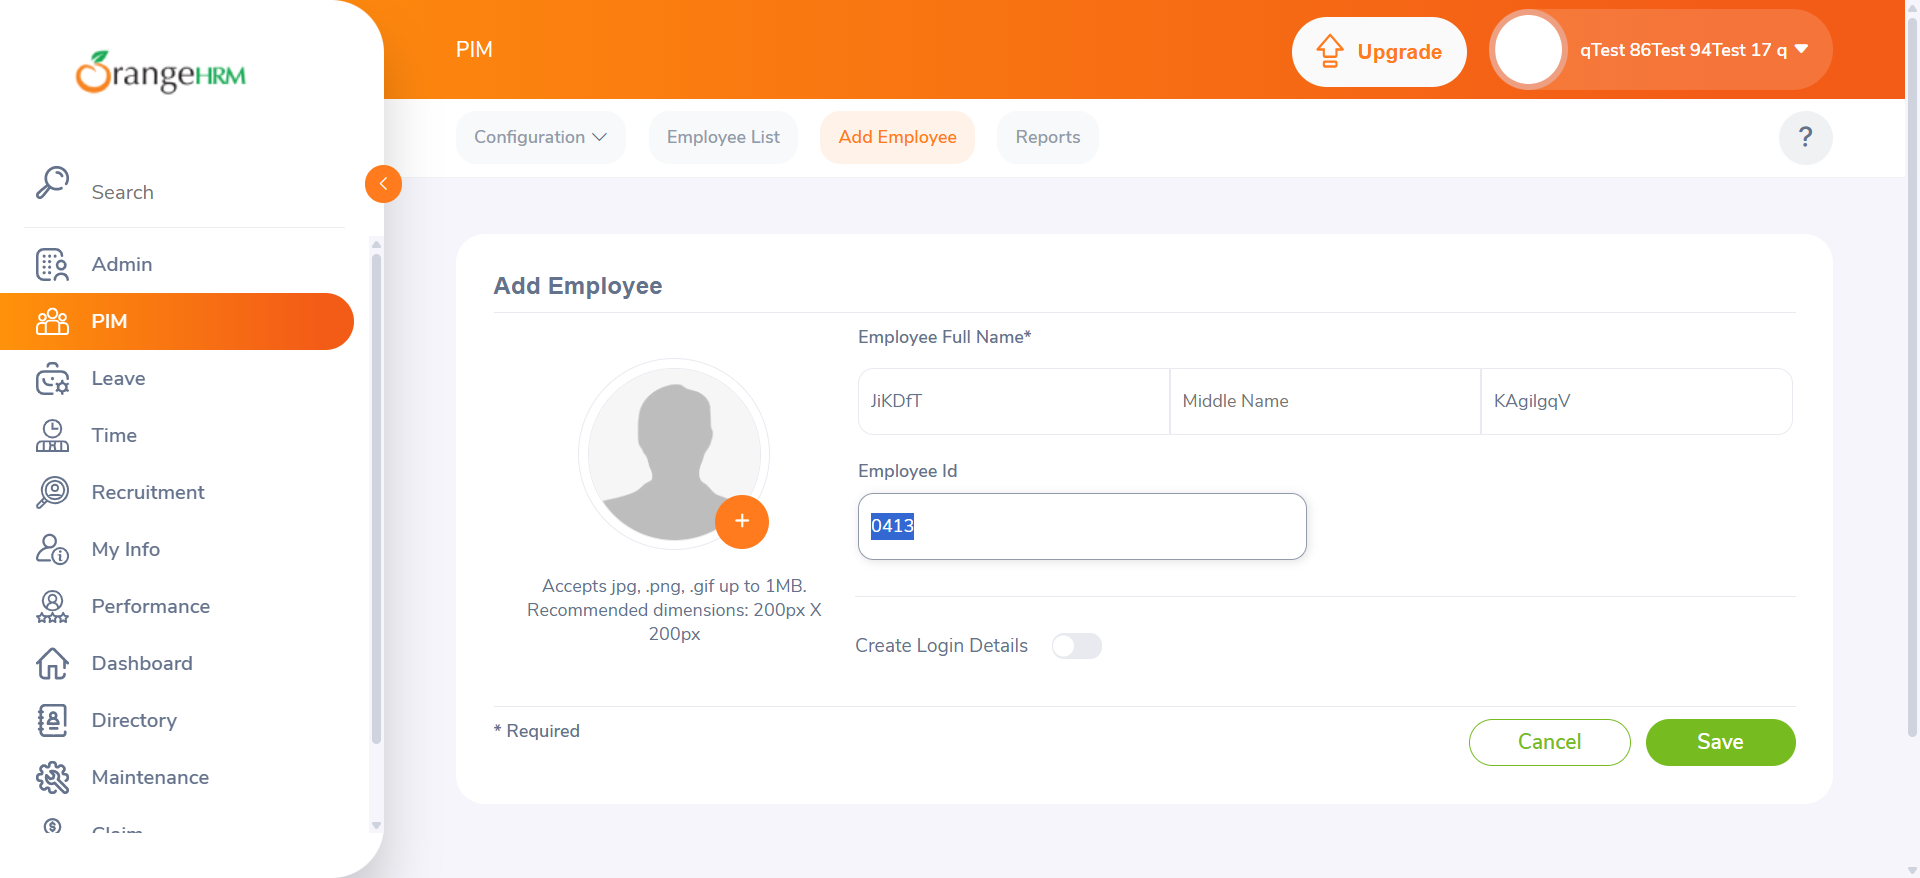 OrangeHRM
PIM
Upgrade
qTest 86Test 94Test 17 q
Configuration
Employee List
Add Employee
Reports
?
Search
Admin
PIM
Leave
Time
Recruitment
My Info
Performance
Dashboard
Directory
Maintenance
Claim
Add Employee
Accepts jpg, .png, .gif up to 1MB.
Recommended dimensions: 200px X
200px
Employee Full Name*
JiKDfT
Middle Name
KAgilgqV
Employee Id
0413
Create Login Details
* Required
Cancel
Save